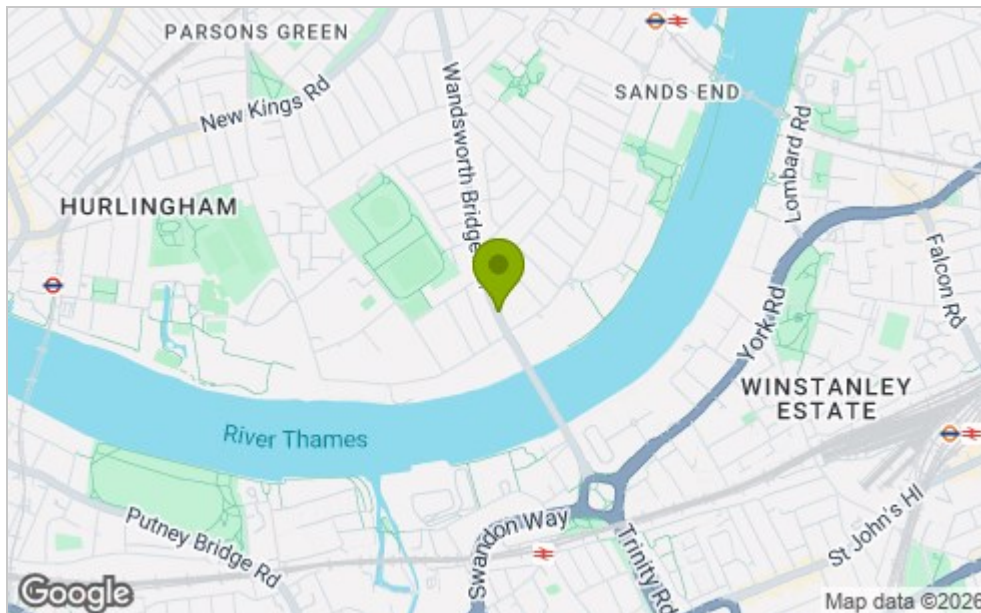 PARSONS GREEN
SANDS END
New Kings Rd
Wandsworth Bridge
Lombard Rd
HURLINGHAM
Falcon Rd
York Rd
WINSTANLEY
ESTATE
River Thames
Putney Bridge Rd
Swandon Way
Trinity Rd
St John's Hl
Google
Map data ©2026